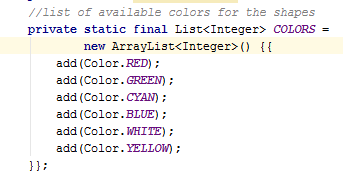 //list of available colors for the shapes
private static final List<Integer> COLORS =
        new ArrayList<Integer>() {{
    add(Color.RED);
    add(Color.GREEN);
    add(Color.CYAN);
    add(Color.BLUE);
    add(Color.WHITE);
    add(Color.YELLOW);
}};